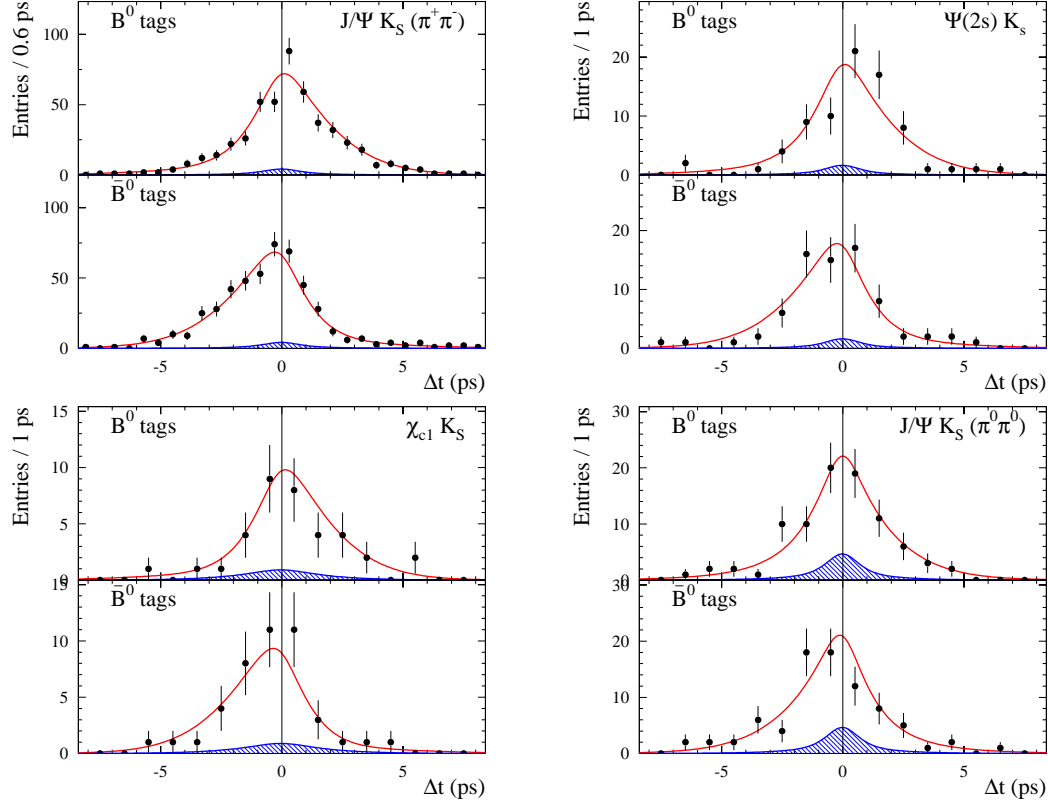 B⁰ tags J/Ψ K_S (π⁺π⁻)
Entries / 0.6 ps
100
50
0
B̄⁰ tags
100
50
0
-5 0 5
Δt (ps)
B⁰ tags Ψ(2s) K_s
Entries / 1 ps
20
10
0
B̄⁰ tags
20
10
0
-5 0 5
Δt (ps)
B⁰ tags χ_c1 K_S
Entries / 1 ps
15
10
5
0
B̄⁰ tags
15
10
5
0
-5 0 5
Δt (ps)
B⁰ tags J/Ψ K_S (π⁰π⁰)
Entries / 1 ps
30
20
10
0
B̄⁰ tags
30
20
10
0
-5 0 5
Δt (ps)